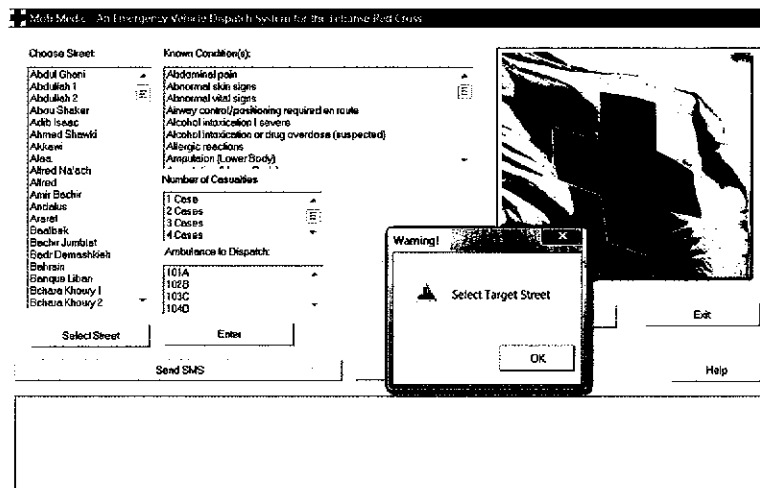 Mob-Medic - An Emergency Vehicle Dispatch System for the Lebanese Red Cross
Choose Street:
Abdul Ghani
Abdullah 1
Abdullah 2
Abou Shaker
Adib Isaac
Ahmed Shawki
Akkawi
Alaa
Alfred Na'ach
Alfred
Amir Bachir
Andalus
Ararat
Baalbek
Bachir Jumblat
Badr Demashkieh
Bahrain
Banque Liban
Bchara Khoury 1
Bchara Khoury 2
Select Street
Known Condition(s):
Abdominal pain
Abnormal skin signs
Abnormal vital signs
Airway control/positioning required en route
Alcohol intoxication l severe
Alcohol intoxication or drug overdose (suspected)
Allergic reactions
Amputation (Lower Body)
Number of Casualties
1 Case
2 Cases
3 Cases
4 Cases
Ambulance to Dispatch:
101A
102B
103C
104D
Enter
Warning!
Select Target Street
OK
Exit
Send SMS
Help